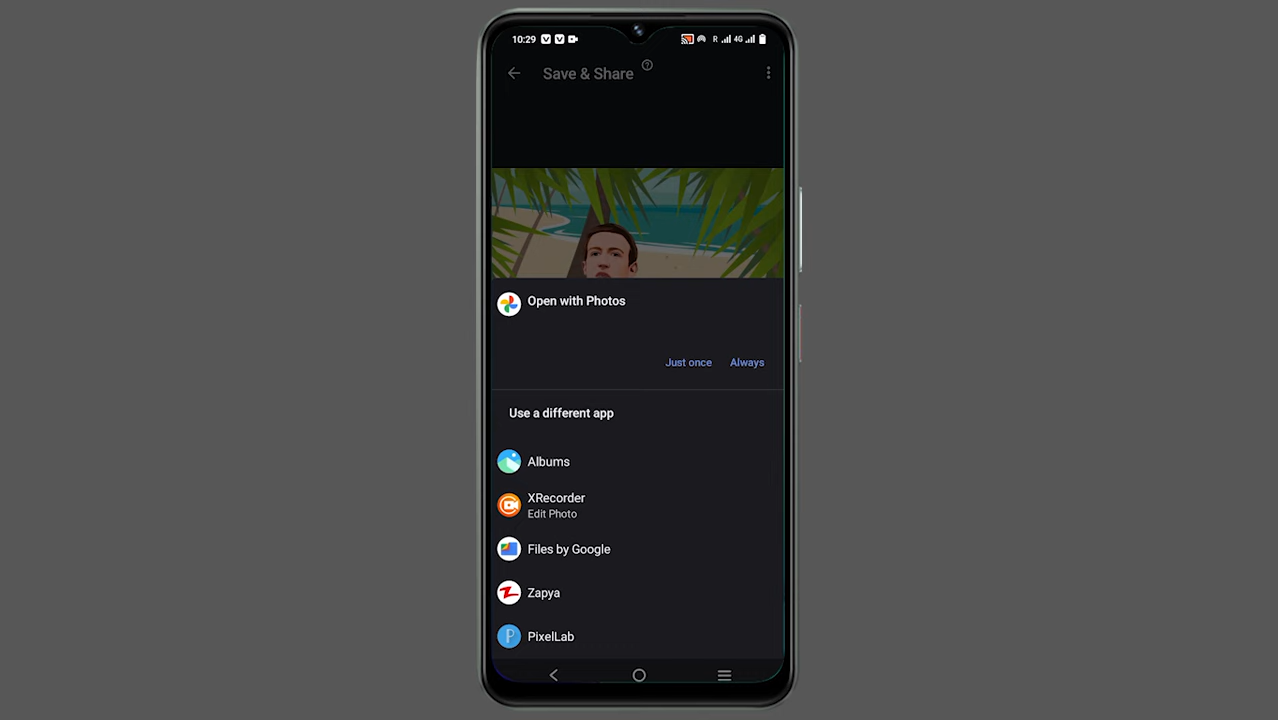 10:29
R 4G
Save & Share
Open with Photos
Just once Always
Use a different app
Albums
XRecorder
Edit Photo
Files by Google
Zapya
PixelLab